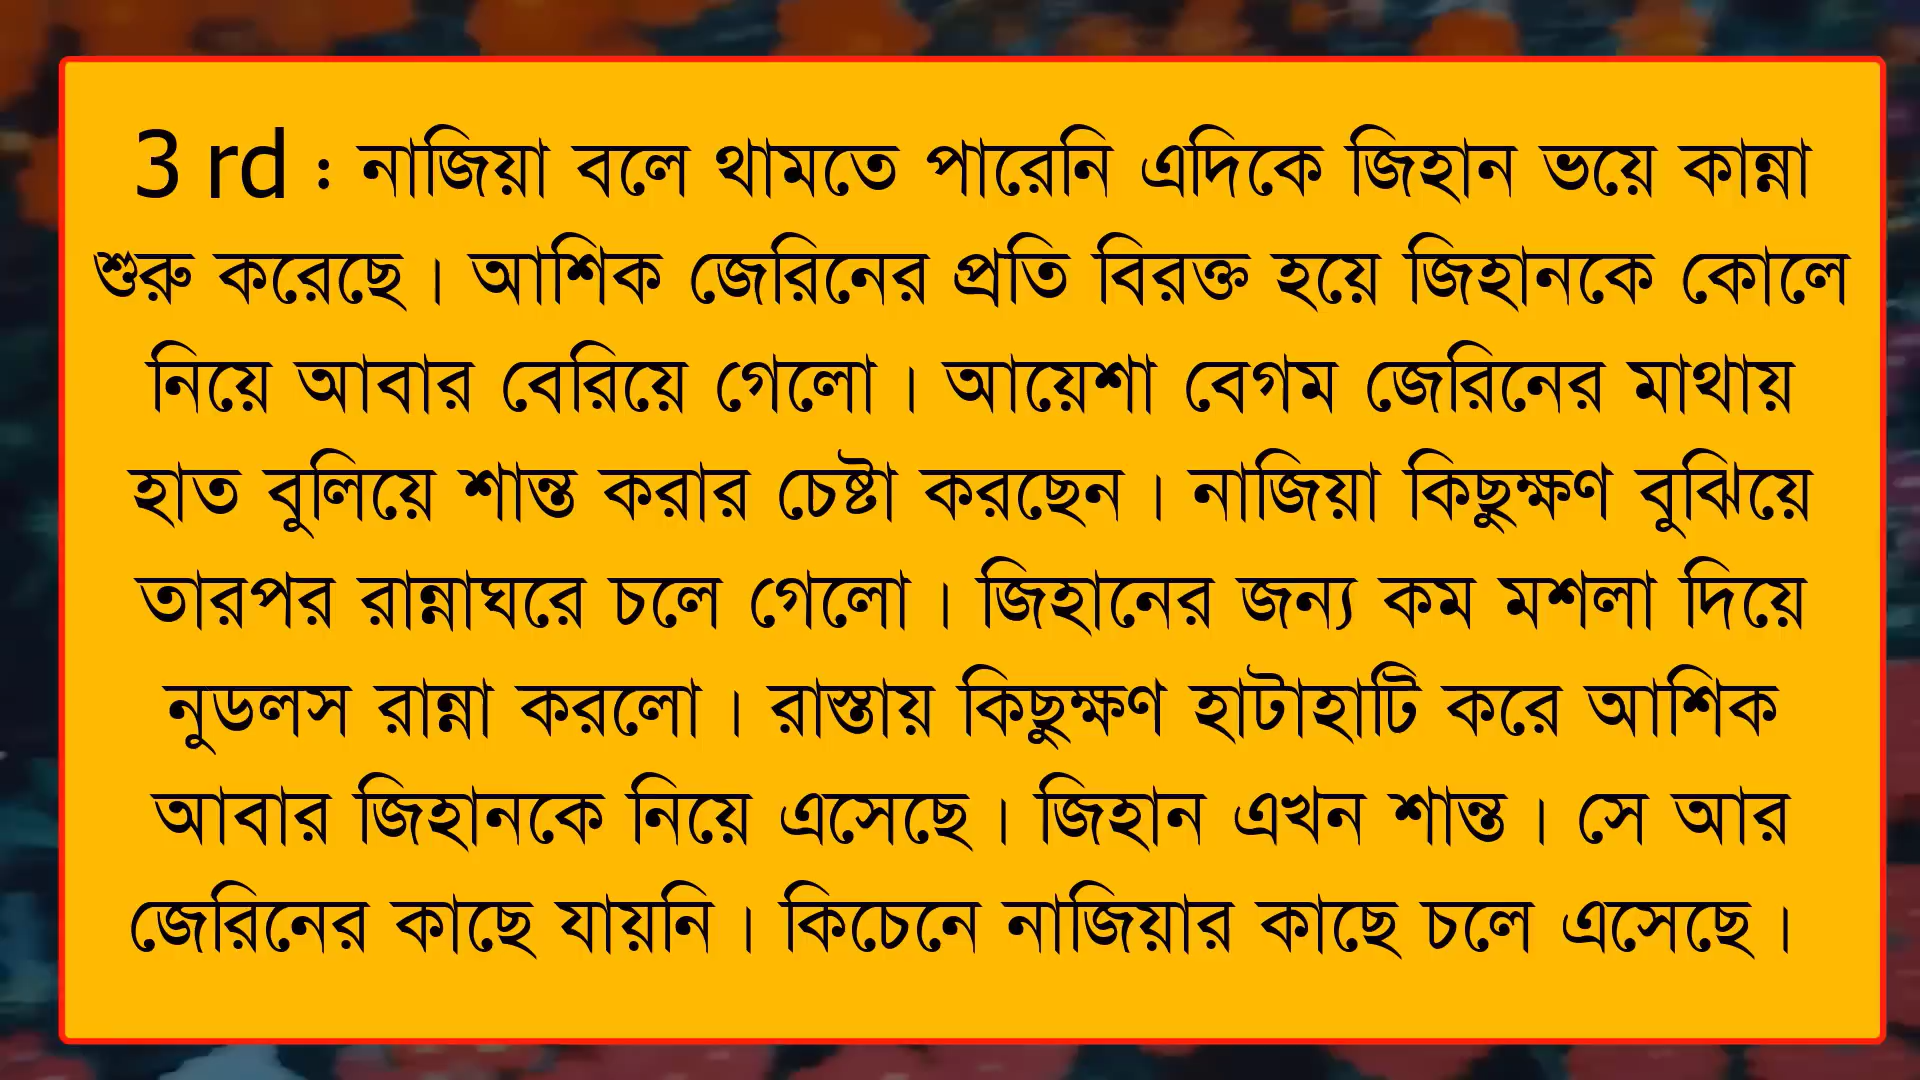 3 rd : নাজিয়া বলে থামতে পারেনি এদিকে জিহান ভয়ে কান্না
শুরু করেছে। আশিক জেরিনের প্রতি বিরক্ত হয়ে জিহানকে কোলে
নিয়ে আবার বেরিয়ে গেলো। আয়েশা বেগম জেরিনের মাথায়
হাত বুলিয়ে শান্ত করার চেষ্টা করছেন। নাজিয়া কিছুক্ষণ বুঝিয়ে
তারপর রান্নাঘরে চলে গেলো। জিহানের জন্য কম মশলা দিয়ে
নুডলস রান্না করলো। রাস্তায় কিছুক্ষণ হাটাহাটি করে আশিক
আবার জিহানকে নিয়ে এসেছে। জিহান এখন শান্ত। সে আর
জেরিনের কাছে যায়নি। কিচেনে নাজিয়ার কাছে চলে এসেছে।